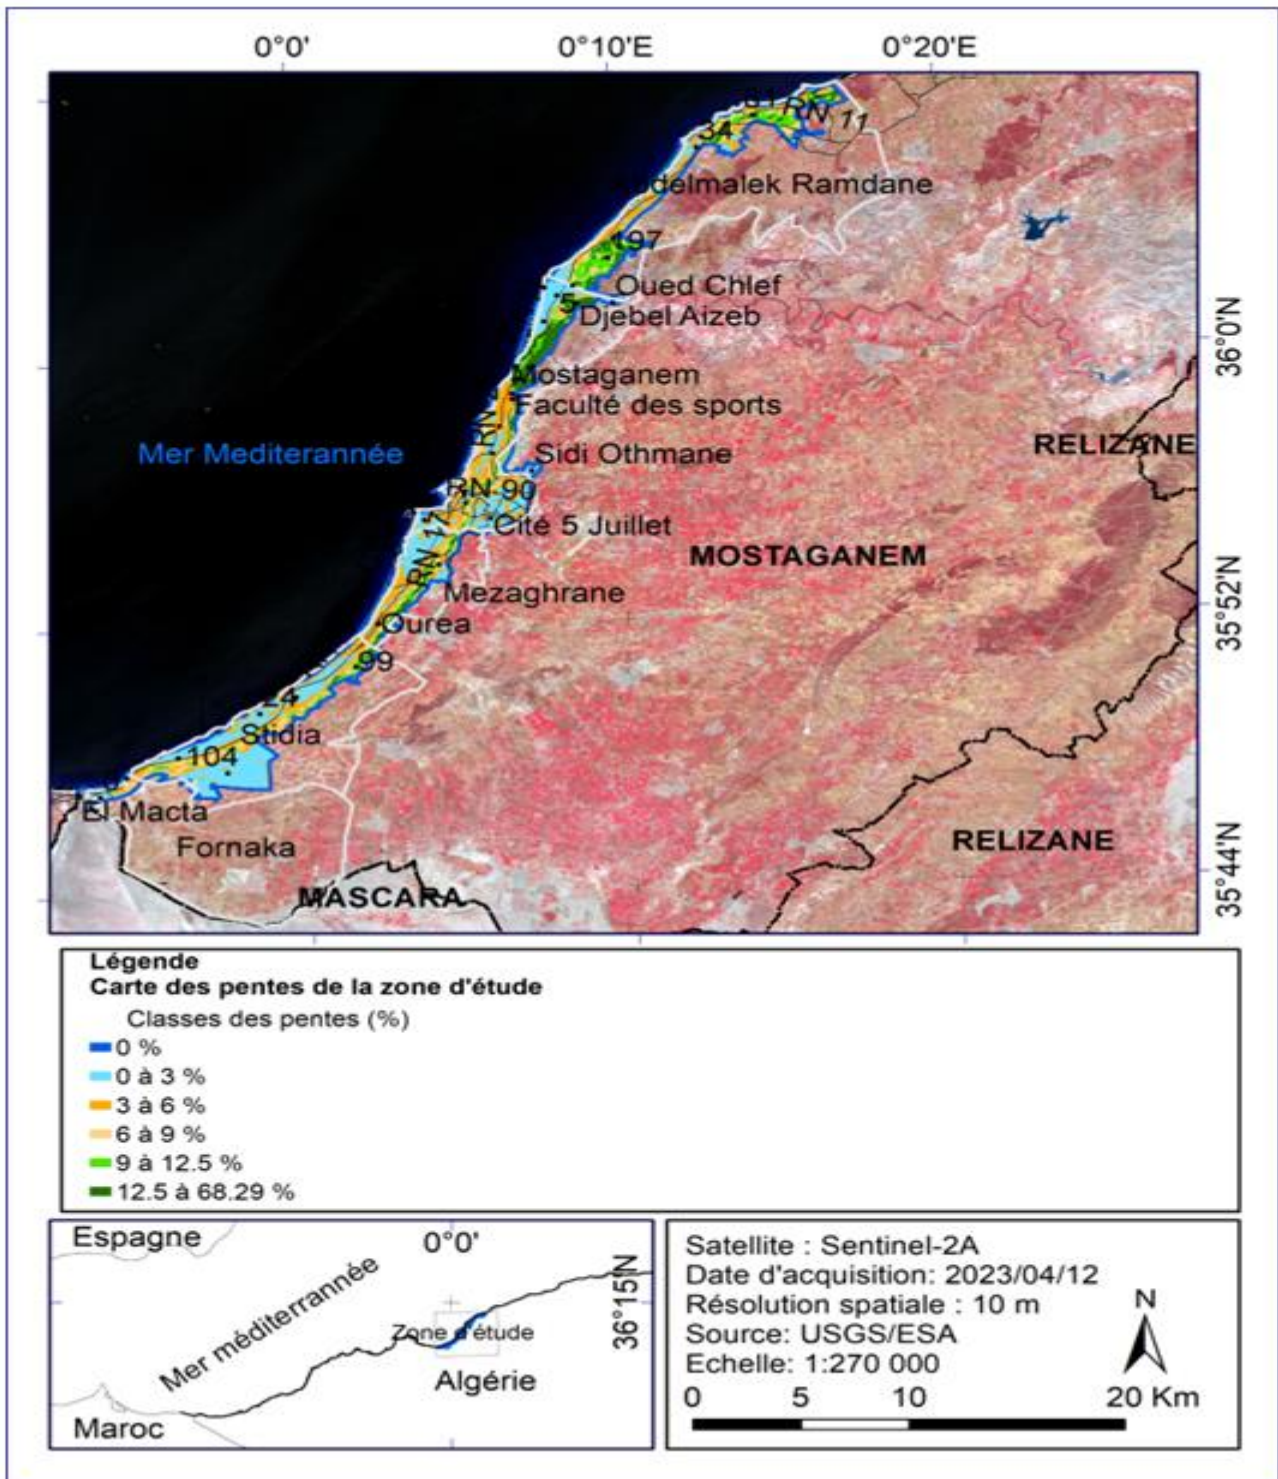 0°0' 0°10'E 0°20'E
61 RN 11
34
Abdelmalek Ramdane
197
Oued Chlef
5
Djebel Aizeb
36°0'N
Mostaganem
Faculté des sports
RN
Mer Mediterannée
Sidi Othmane
RELIZANE
RN 90
Cité 5 Juillet
RN 17
MOSTAGANEM
Mezaghrane
35°52'N
Ourea
99
24
Stidia
104
El Macta
Fornaka
RELIZANE
35°44'N
MASCARA
Légende
Carte des pentes de la zone d'étude
Classes des pentes (%)
0 %
0 à 3 %
3 à 6 %
6 à 9 %
9 à 12.5 %
12.5 à 68.29 %
Espagne
0°0'
36°15'N
Mer méditerrannée
Zone d'étude
Algérie
Maroc
Satellite : Sentinel-2A
Date d'acquisition: 2023/04/12
Résolution spatiale : 10 m
Source: USGS/ESA
Echelle: 1:270 000
N
0 5 10 20 Km